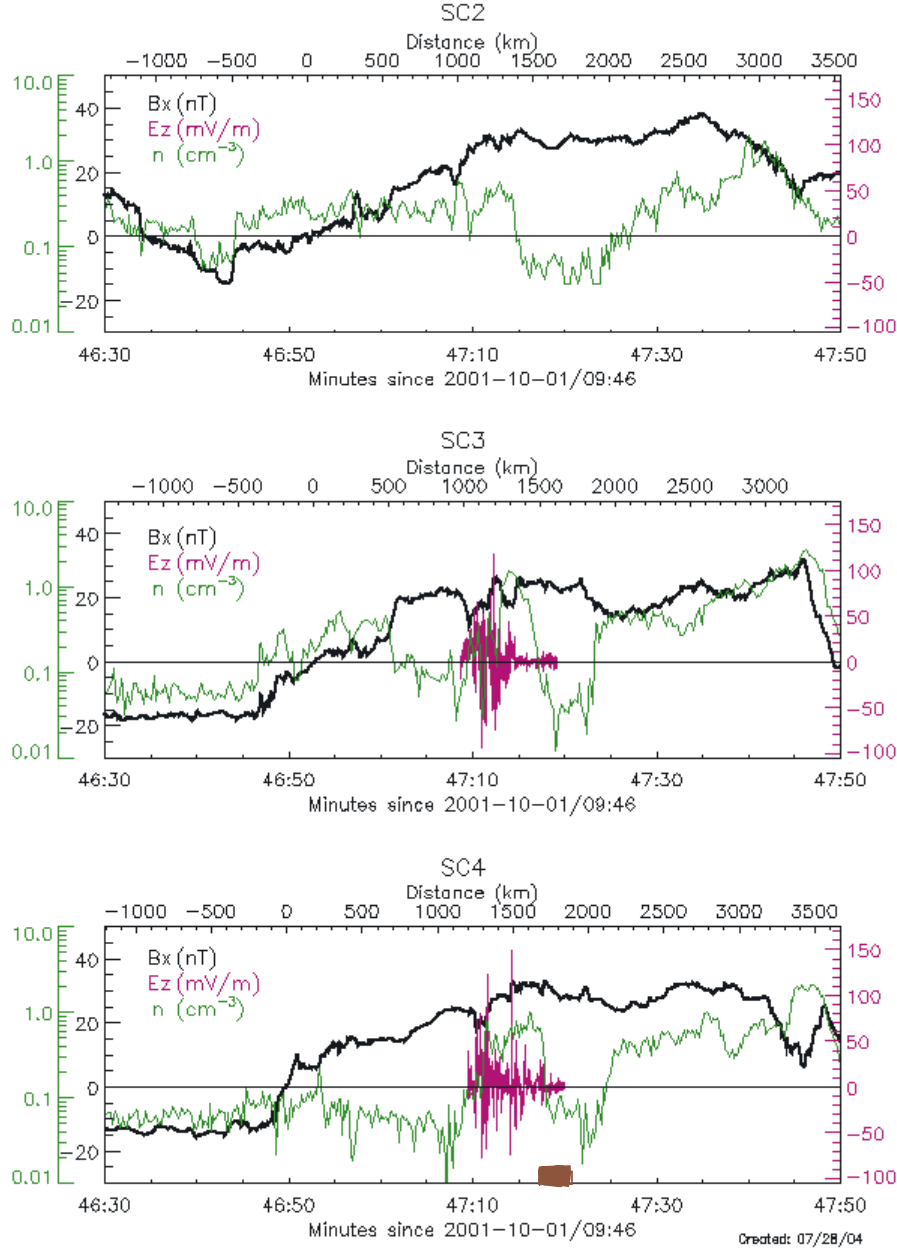 SC2
Distance (km)
−1000 −500 0 500 1000 1500 2000 2500 3000 3500
10.0 1.0 0.1 0.01
40 20 0 −20
Bx (nT)
Ez (mV/m)
n (cm⁻³)
150 100 50 0 −50 −100
46:30 46:50 47:10 47:30 47:50
Minutes since 2001−10−01/09:46
SC3
Distance (km)
−1000 −500 0 500 1000 1500 2000 2500 3000
10.0 1.0 0.1 0.01
40 20 0 −20
Bx (nT)
Ez (mV/m)
n (cm⁻³)
150 100 50 0 −50 −100
46:30 46:50 47:10 47:30 47:50
Minutes since 2001−10−01/09:46
SC4
Distance (km)
−1000 −500 0 500 1000 1500 2000 2500 3000 3500
10.0 1.0 0.1 0.01
40 20 0 −20
Bx (nT)
Ez (mV/m)
n (cm⁻³)
150 100 50 0 −50 −100
46:30 46:50 47:10 47:30 47:50
Minutes since 2001−10−01/09:46
Created: 07/28/04